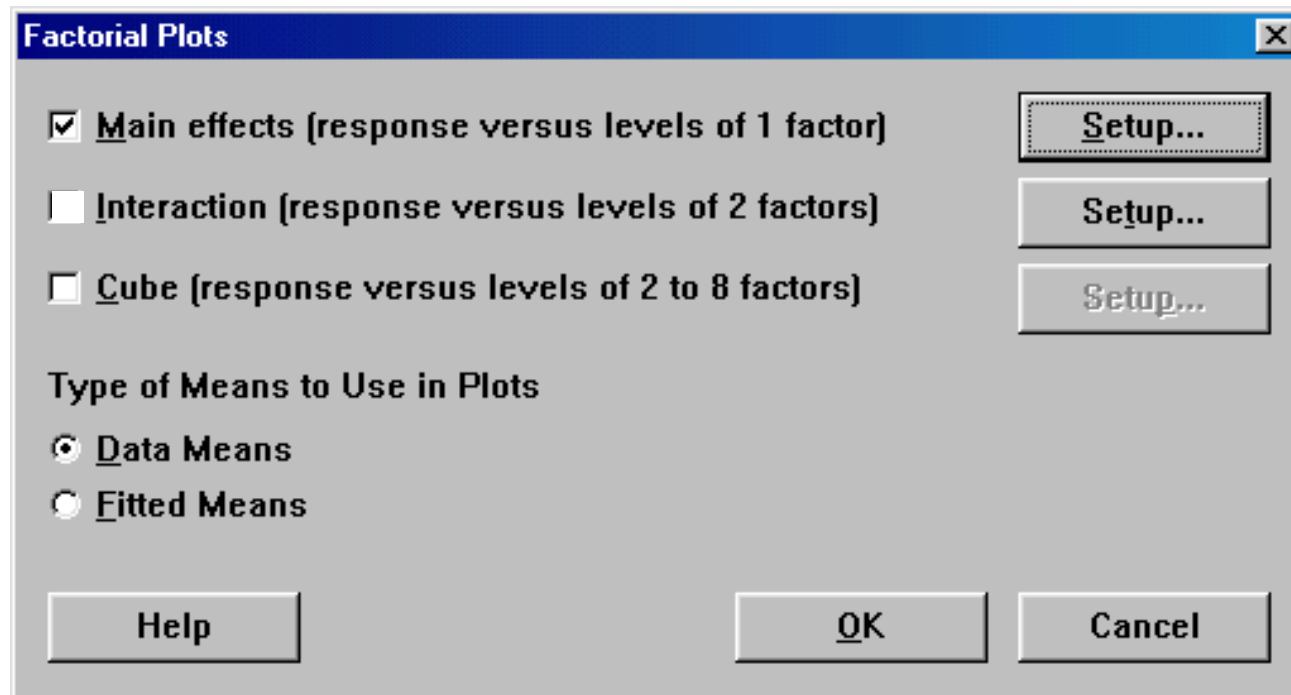 Factorial Plots
Main effects (response versus levels of 1 factor) Setup...
Interaction (response versus levels of 2 factors) Setup...
Cube (response versus levels of 2 to 8 factors) Setup...
Type of Means to Use in Plots
Data Means
Fitted Means
Help OK Cancel